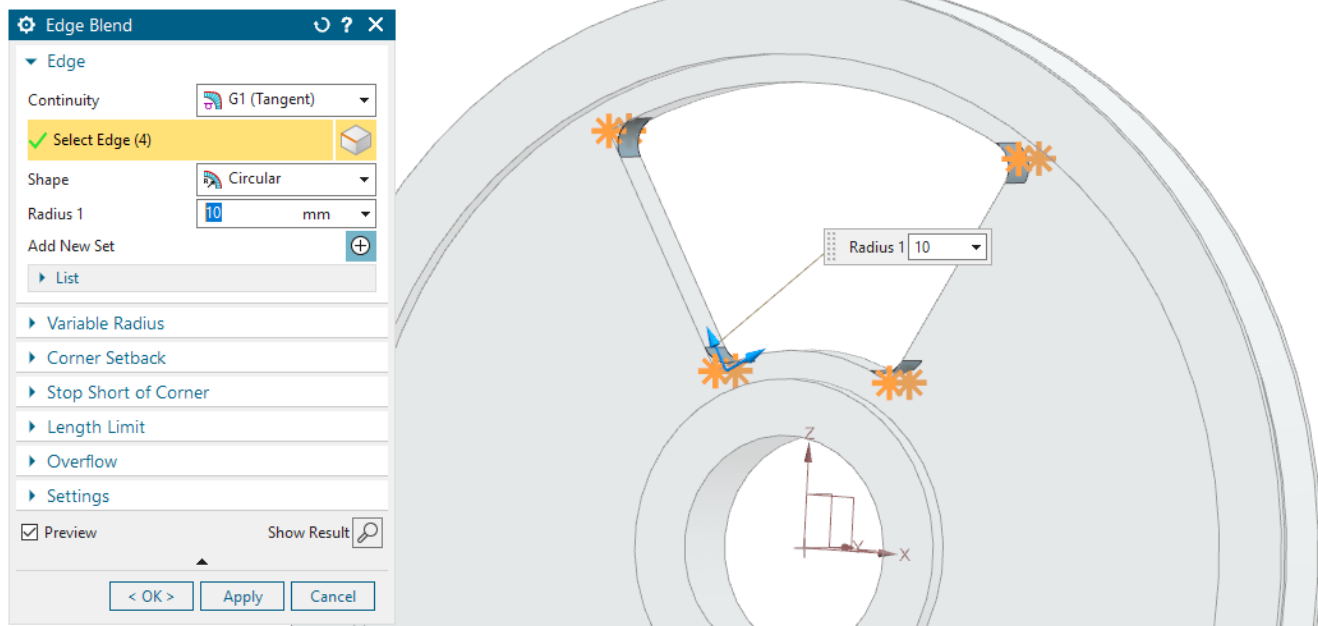 Edge Blend
Edge
Continuity G1 (Tangent)
Select Edge (4)
Shape Circular
Radius 1 10 mm
Add New Set
List
Variable Radius
Corner Setback
Stop Short of Corner
Length Limit
Overflow
Settings
Preview Show Result
< OK > Apply Cancel
Radius 1 10
Z
Y
X